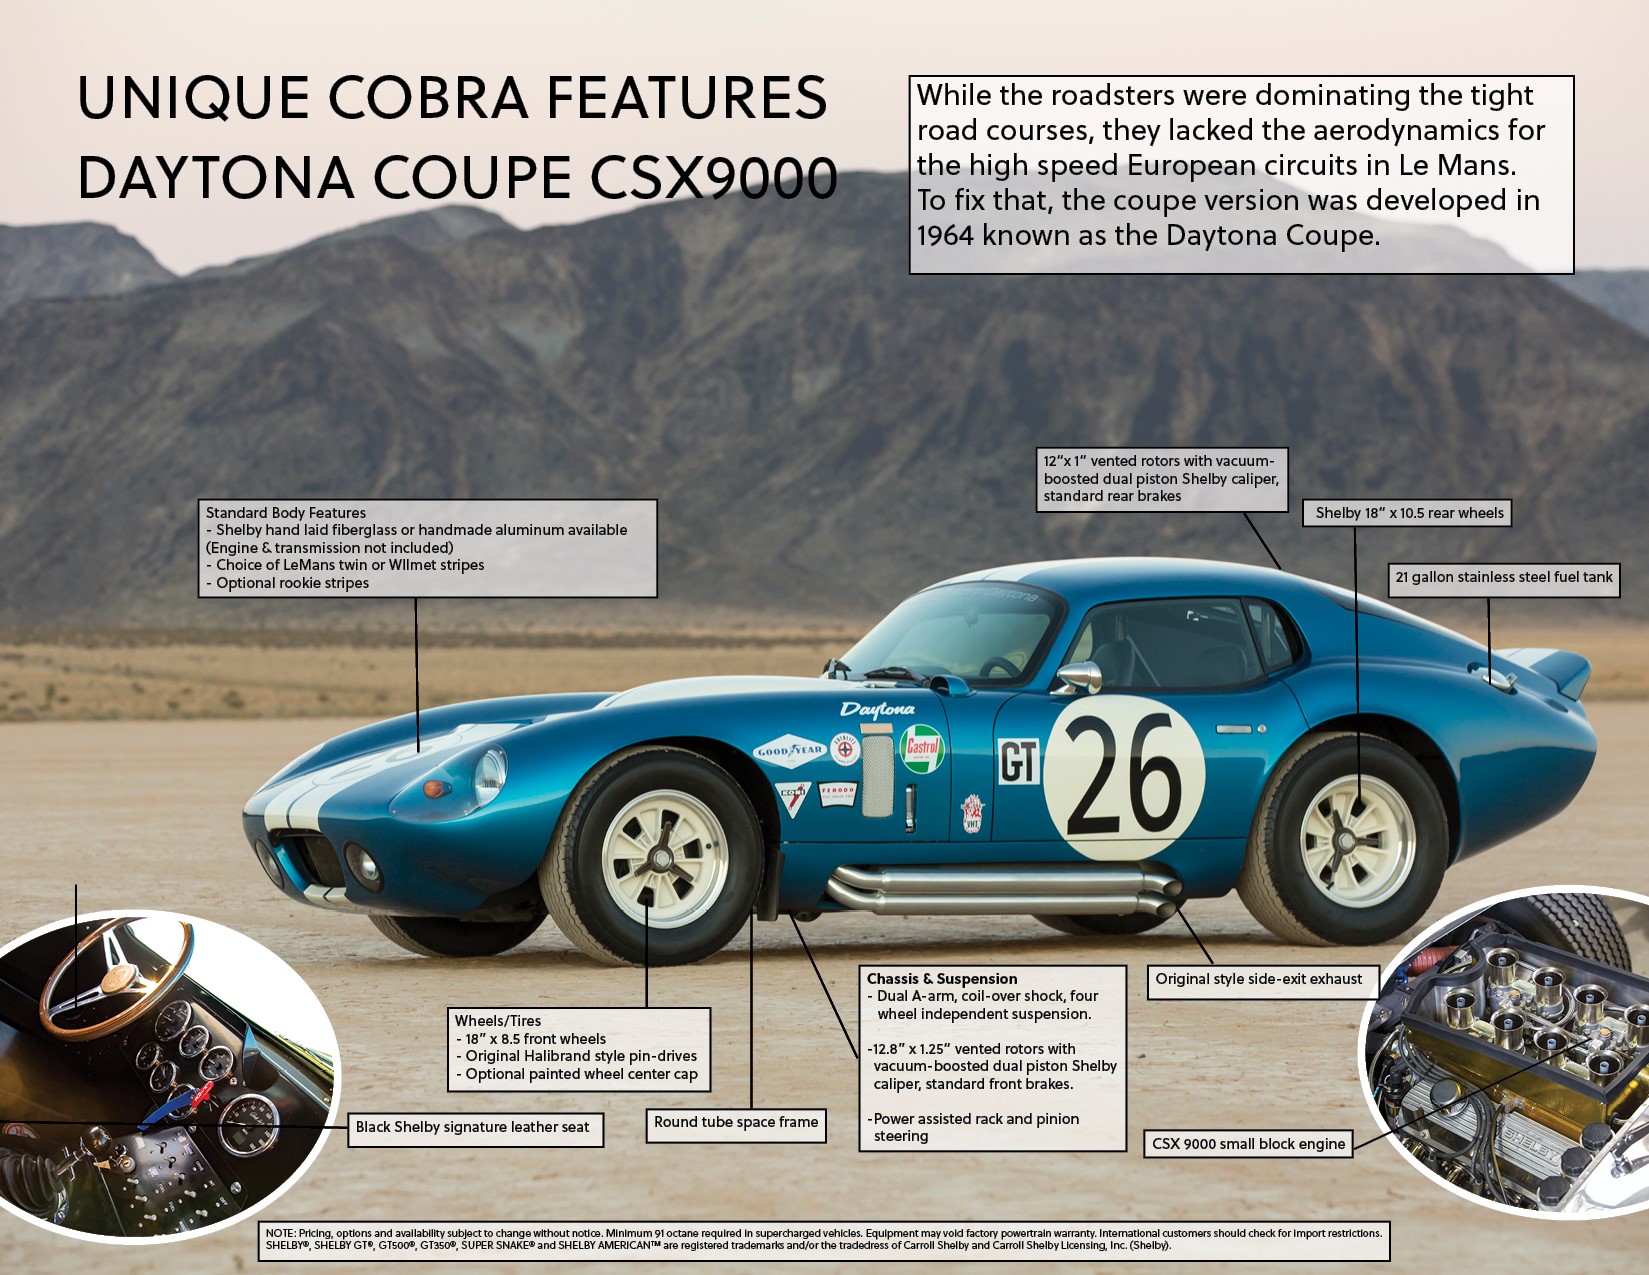 UNIQUE COBRA FEATURES
DAYTONA COUPE CSX9000
While the roadsters were dominating the tight
road courses, they lacked the aerodynamics for
the high speed European circuits in Le Mans.
To fix that, the coupe version was developed in
1964 known as the Daytona Coupe.
12“x 1” vented rotors with vacuum-
boosted dual piston Shelby caliper,
standard rear brakes
Shelby 18“ x 10.5 rear wheels
21 gallon stainless steel fuel tank
Standard Body Features
- Shelby hand laid fiberglass or handmade aluminum available
(Engine & transmission not included)
- Choice of LeMans twin or WIlmet stripes
- Optional rookie stripes
Daytona
Daytona
GOODYEAR
Castrol
KONI
FERODO
VHT
GT
26
Wheels/Tires
- 18” x 8.5 front wheels
- Original Halibrand style pin-drives
- Optional painted wheel center cap
Black Shelby signature leather seat
Round tube space frame
Chassis & Suspension
- Dual A-arm, coil-over shock, four
wheel independent suspension.
-12.8” x 1.25“ vented rotors with
vacuum-boosted dual piston Shelby
caliper, standard front brakes.
-Power assisted rack and pinion
steering
Original style side-exit exhaust
CSX 9000 small block engine
SHELBY
NOTE: Pricing, options and availability subject to change without notice. Minimum 91 octane required in supercharged vehicles. Equipment may void factory powertrain warranty. International customers should check for import restrictions.
SHELBY®, SHELBY GT®, GT500®, GT350®, SUPER SNAKE® and SHELBY AMERICAN™ are registered trademarks and/or the tradedress of Carroll Shelby and Carroll Shelby Licensing, Inc. (Shelby).